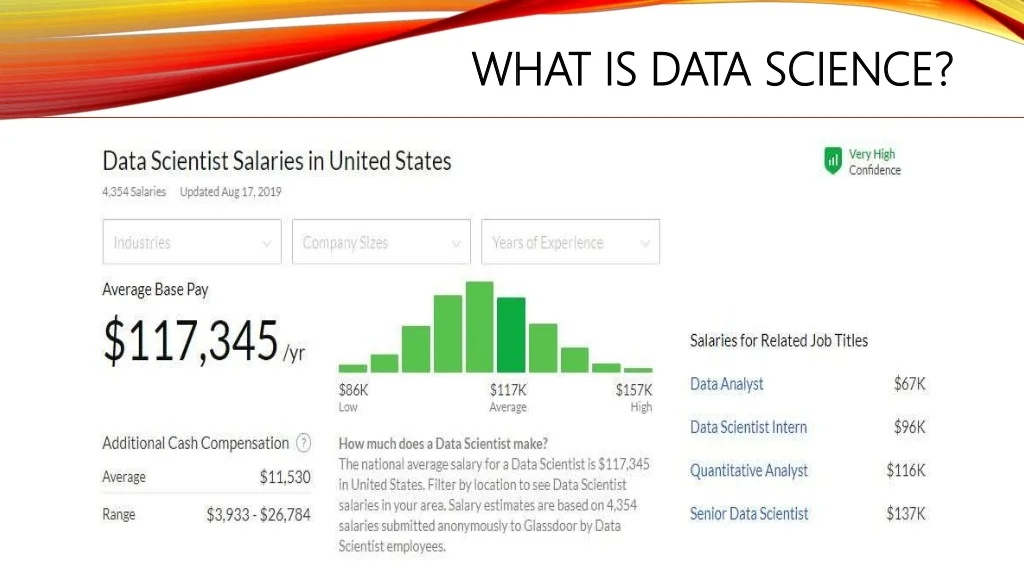 WHAT IS DATA SCIENCE?
Data Scientist Salaries in United States
4,354 Salaries Updated Aug 17, 2019
Very High
Confidence
Industries
Company Sizes
Years of Experience
Average Base Pay
$117,345 /yr
$86K
Low
$117K
Average
$157K
High
Additional Cash Compensation ?
Average $11,530
Range $3,933 - $26,784
How much does a Data Scientist make?
The national average salary for a Data Scientist is $117,345
in United States. Filter by location to see Data Scientist
salaries in your area. Salary estimates are based on 4,354
salaries submitted anonymously to Glassdoor by Data
Scientist employees.
Salaries for Related Job Titles
Data Analyst $67K
Data Scientist Intern $96K
Quantitative Analyst $116K
Senior Data Scientist $137K